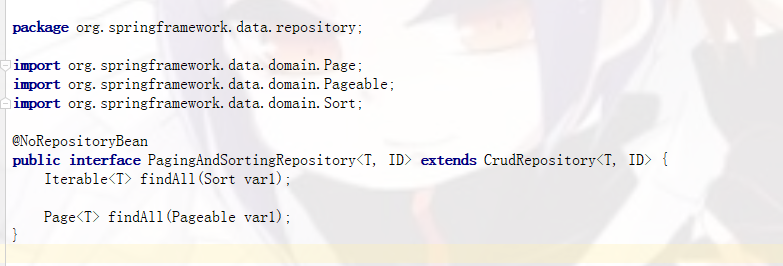 package org.springframework.data.repository;
import org.springframework.data.domain.Page;
import org.springframework.data.domain.Pageable;
import org.springframework.data.domain.Sort;
@NoRepositoryBean
public interface PagingAndSortingRepository<T, ID> extends CrudRepository<T, ID> {
    Iterable<T> findAll(Sort var1);
    Page<T> findAll(Pageable var1);
}